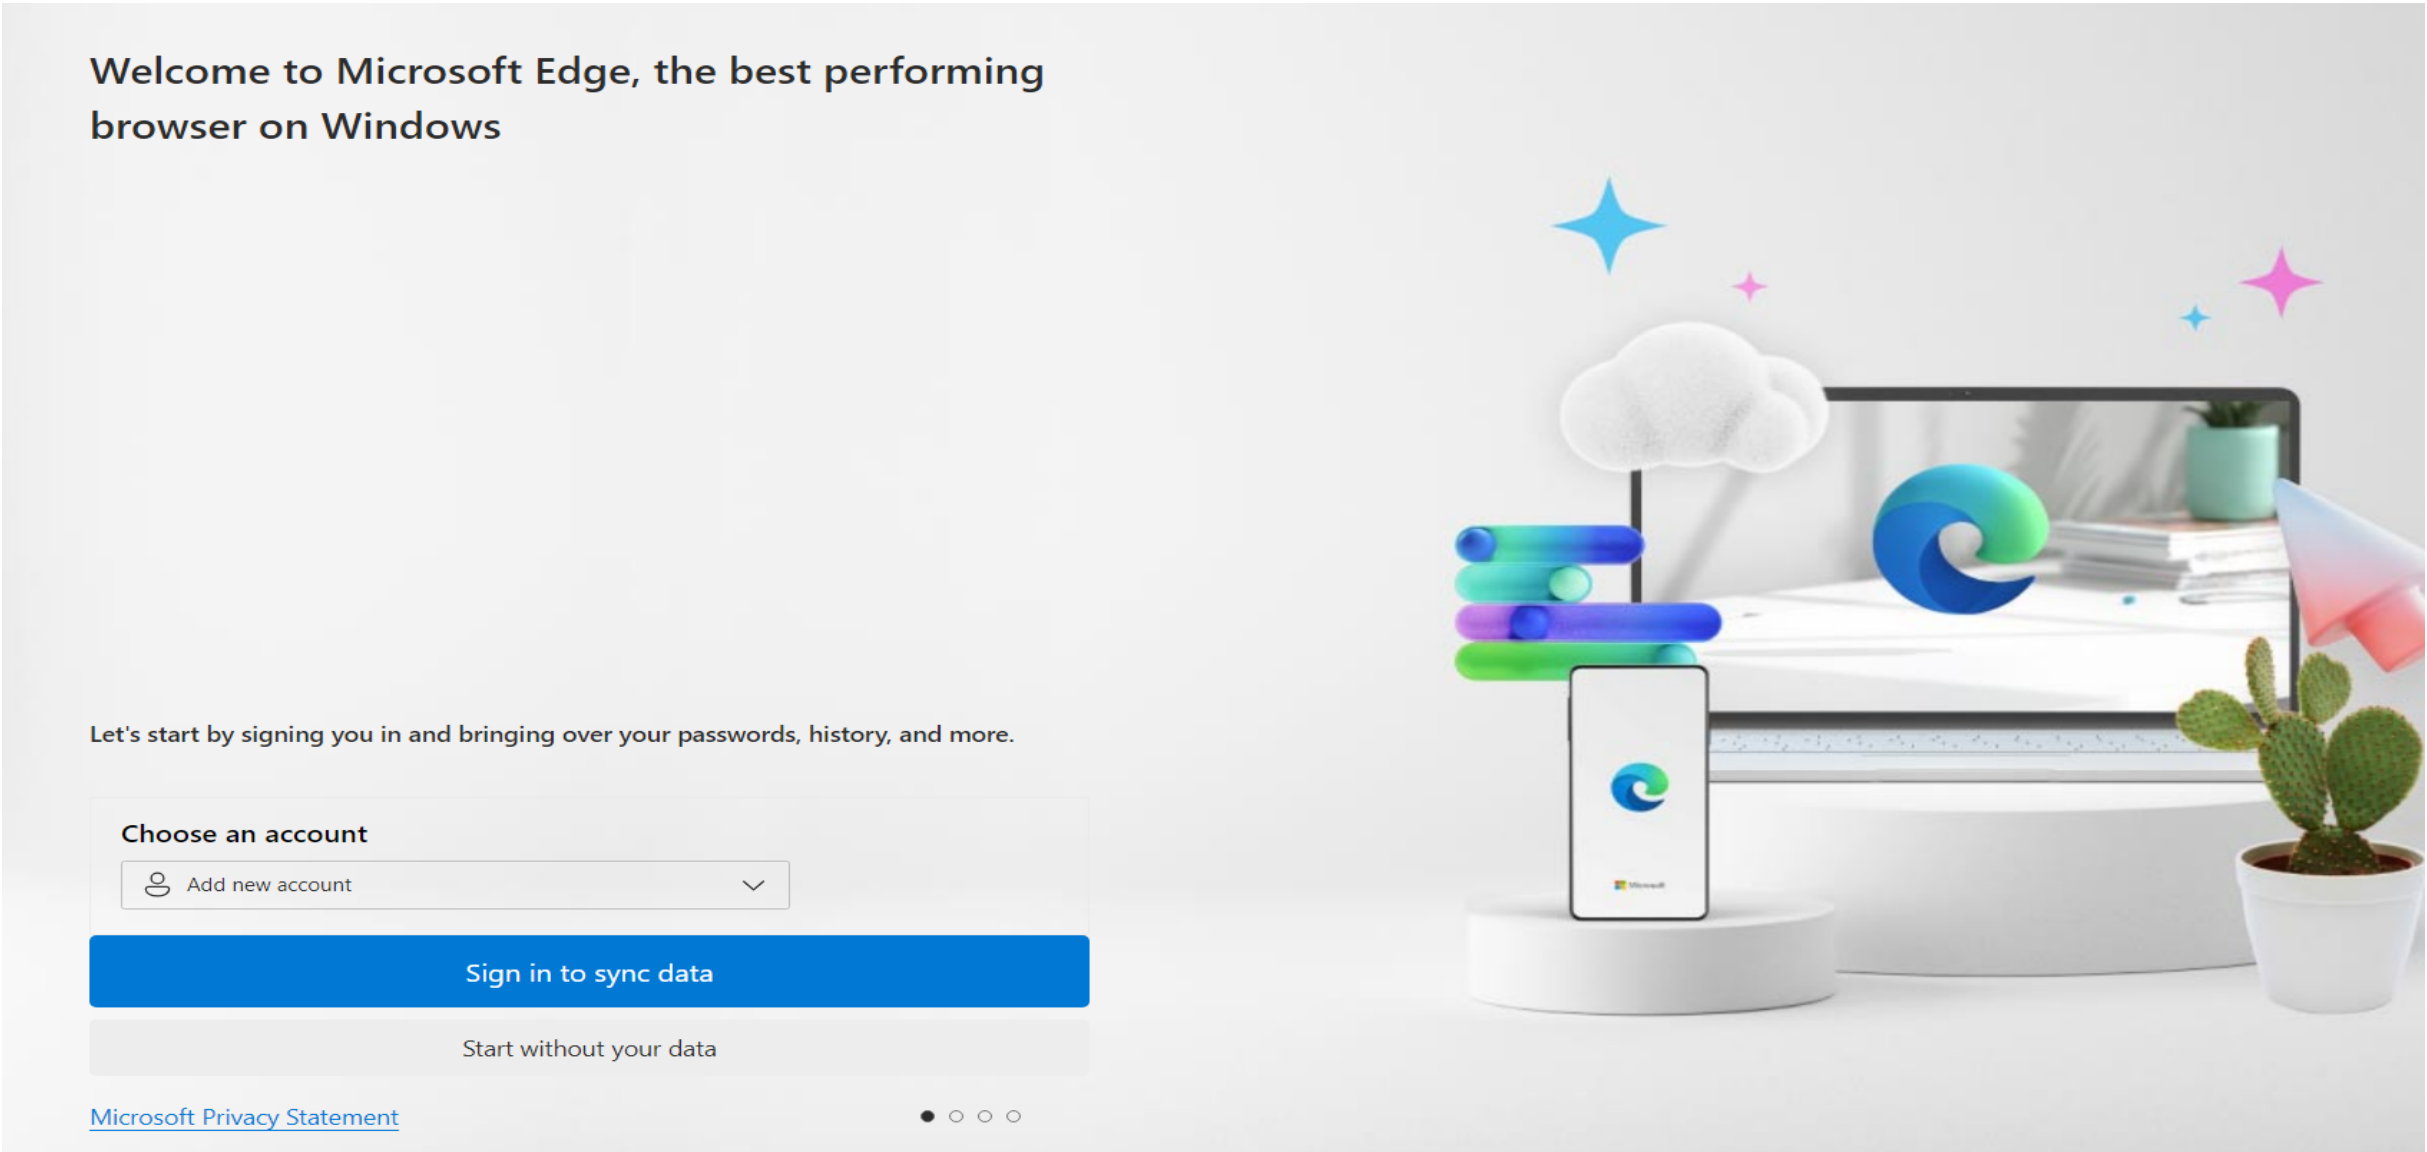 Welcome to Microsoft Edge, the best performing
browser on Windows
Let's start by signing you in and bringing over your passwords, history, and more.
Choose an account
Add new account
Sign in to sync data
Start without your data
Microsoft Privacy Statement
Microsoft